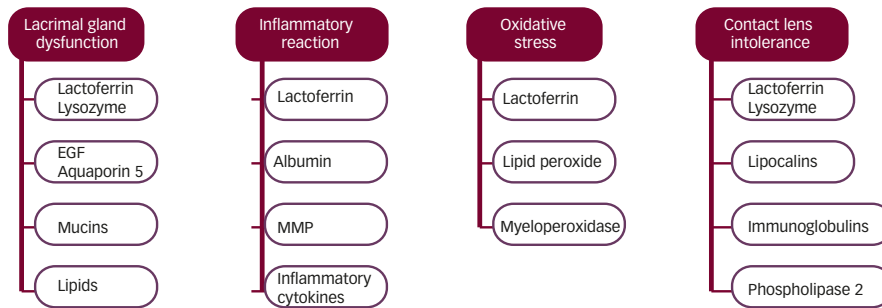 Lacrimal gland
dysfunction
Lactoferrin
Lysozyme
EGF
Aquaporin 5
Mucins
Lipids
Inflammatory
reaction
Lactoferrin
Albumin
MMP
Inflammatory
cytokines
Oxidative
stress
Lactoferrin
Lipid peroxide
Myeloperoxidase
Contact lens
intolerance
Lactoferrin
Lysozyme
Lipocalins
Immunoglobulins
Phospholipase 2